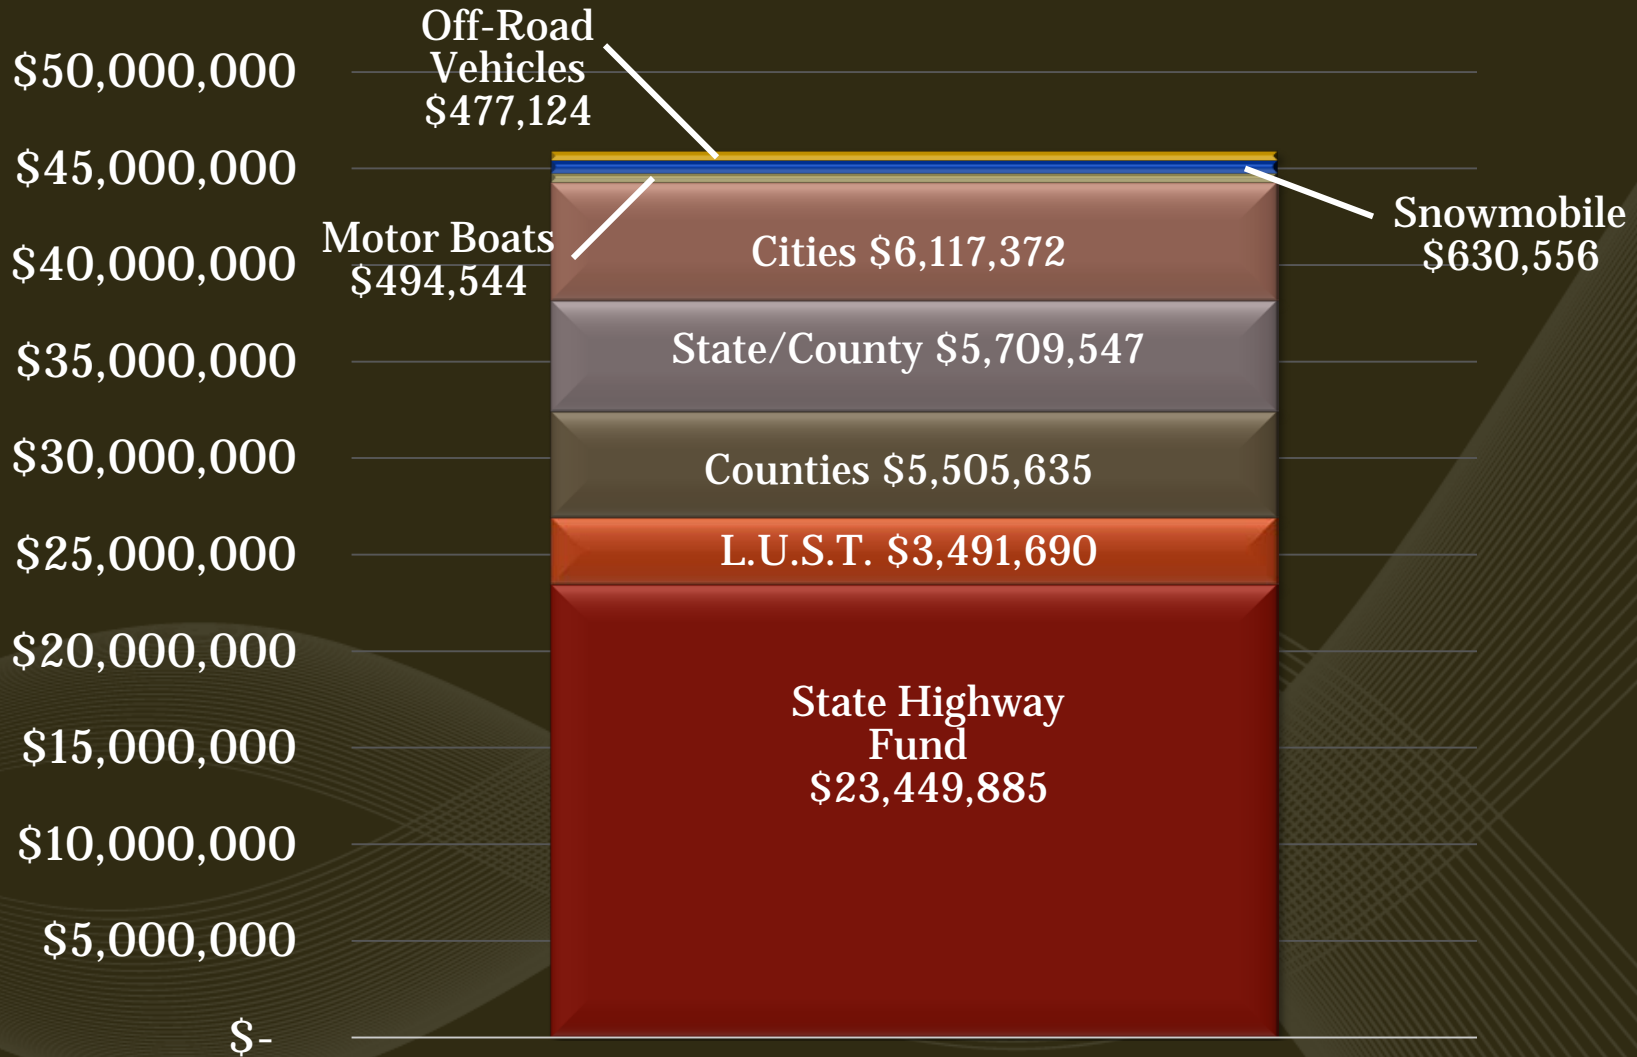 Off-Road
Vehicles
$477,124
$50,000,000
$45,000,000
$40,000,000
$35,000,000
$30,000,000
$25,000,000
$20,000,000
$15,000,000
$10,000,000
$5,000,000
$-
Motor Boats
$494,544
Snowmobile
$630,556
Cities $6,117,372
State/County $5,709,547
Counties $5,505,635
L.U.S.T. $3,491,690
State Highway
Fund
$23,449,885